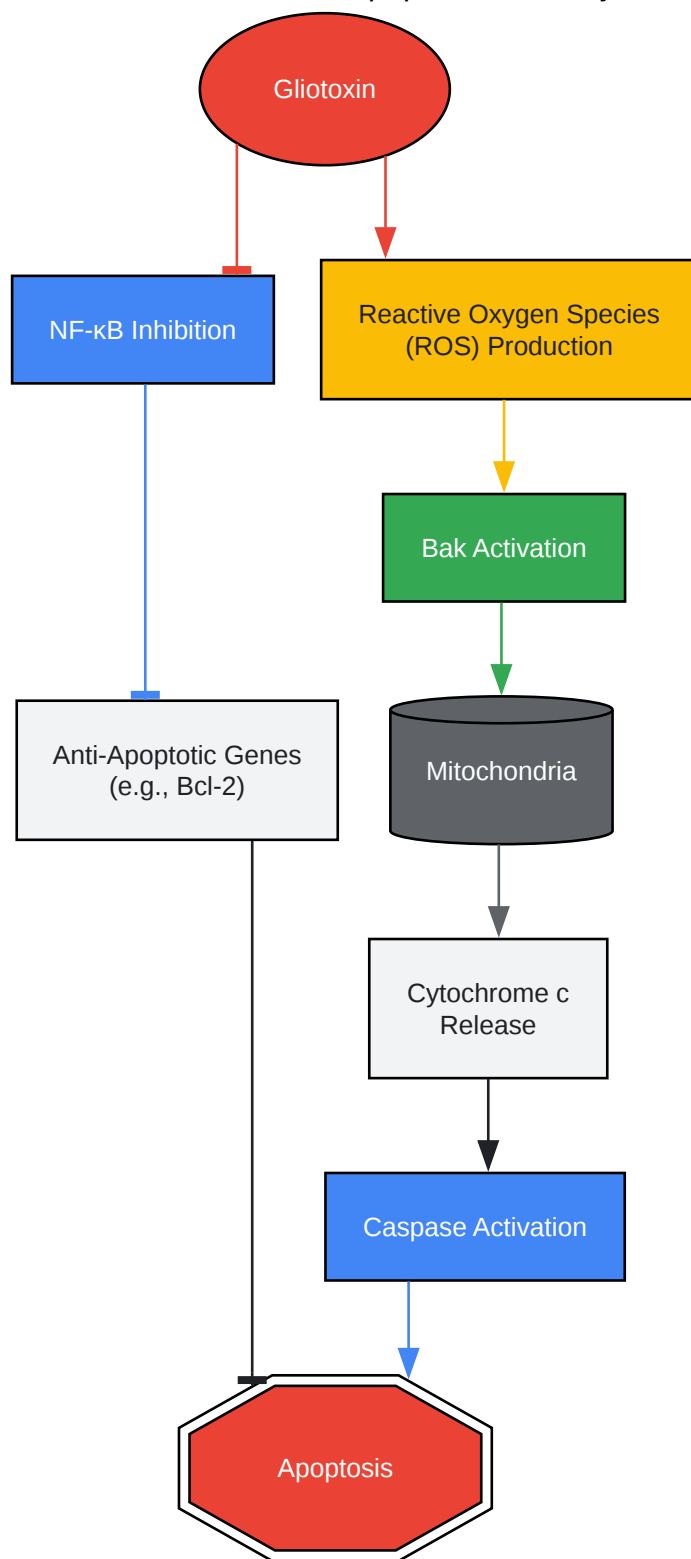 Gliotoxin
NF-κB Inhibition
Reactive Oxygen Species
(ROS) Production
Bak Activation
Anti-Apoptotic Genes
(e.g., Bcl-2)
Mitochondria
Cytochrome c
Release
Caspase Activation
Apoptosis